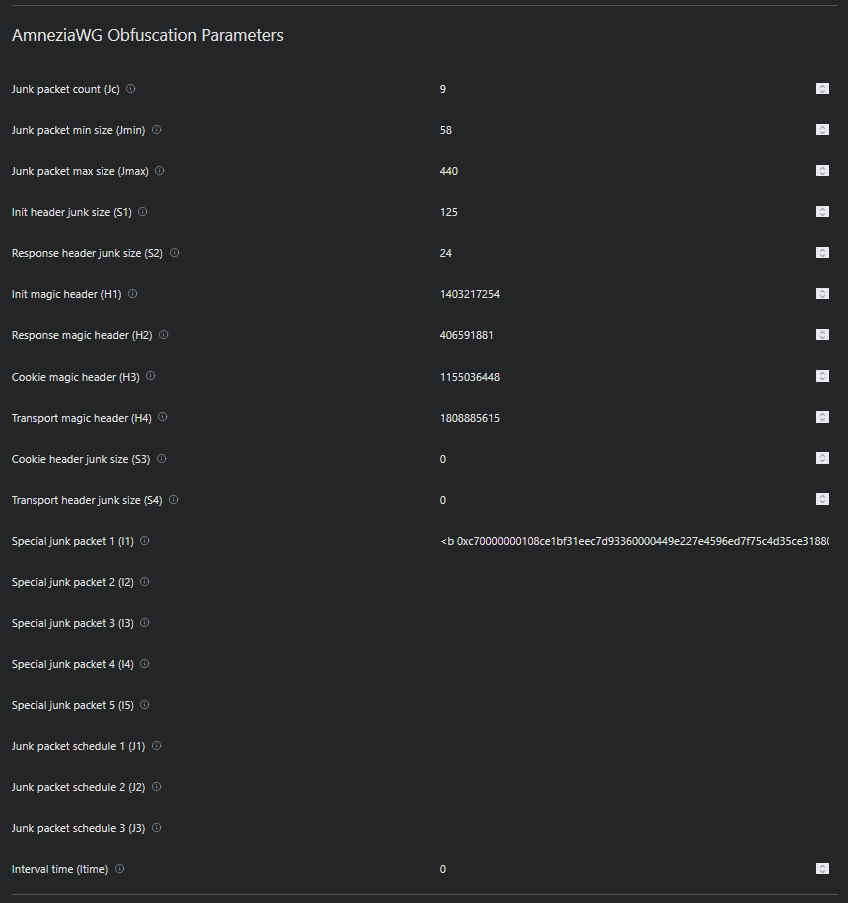 AmneziaWG Obfuscation Parameters
Junk packet count (Jc) 9
Junk packet min size (Jmin) 58
Junk packet max size (Jmax) 440
Init header junk size (S1) 125
Response header junk size (S2) 24
Init magic header (H1) 1403217254
Response magic header (H2) 406591881
Cookie magic header (H3) 1155036448
Transport magic header (H4) 1808885615
Cookie header junk size (S3) 0
Transport header junk size (S4) 0
Special junk packet 1 (I1) <b 0xc70000000108ce1bf31eec7d93360000449e227e4596ed7f75c4d35ce3188
Special junk packet 2 (I2)
Special junk packet 3 (I3)
Special junk packet 4 (I4)
Special junk packet 5 (I5)
Junk packet schedule 1 (J1)
Junk packet schedule 2 (J2)
Junk packet schedule 3 (J3)
Interval time (Itime) 0